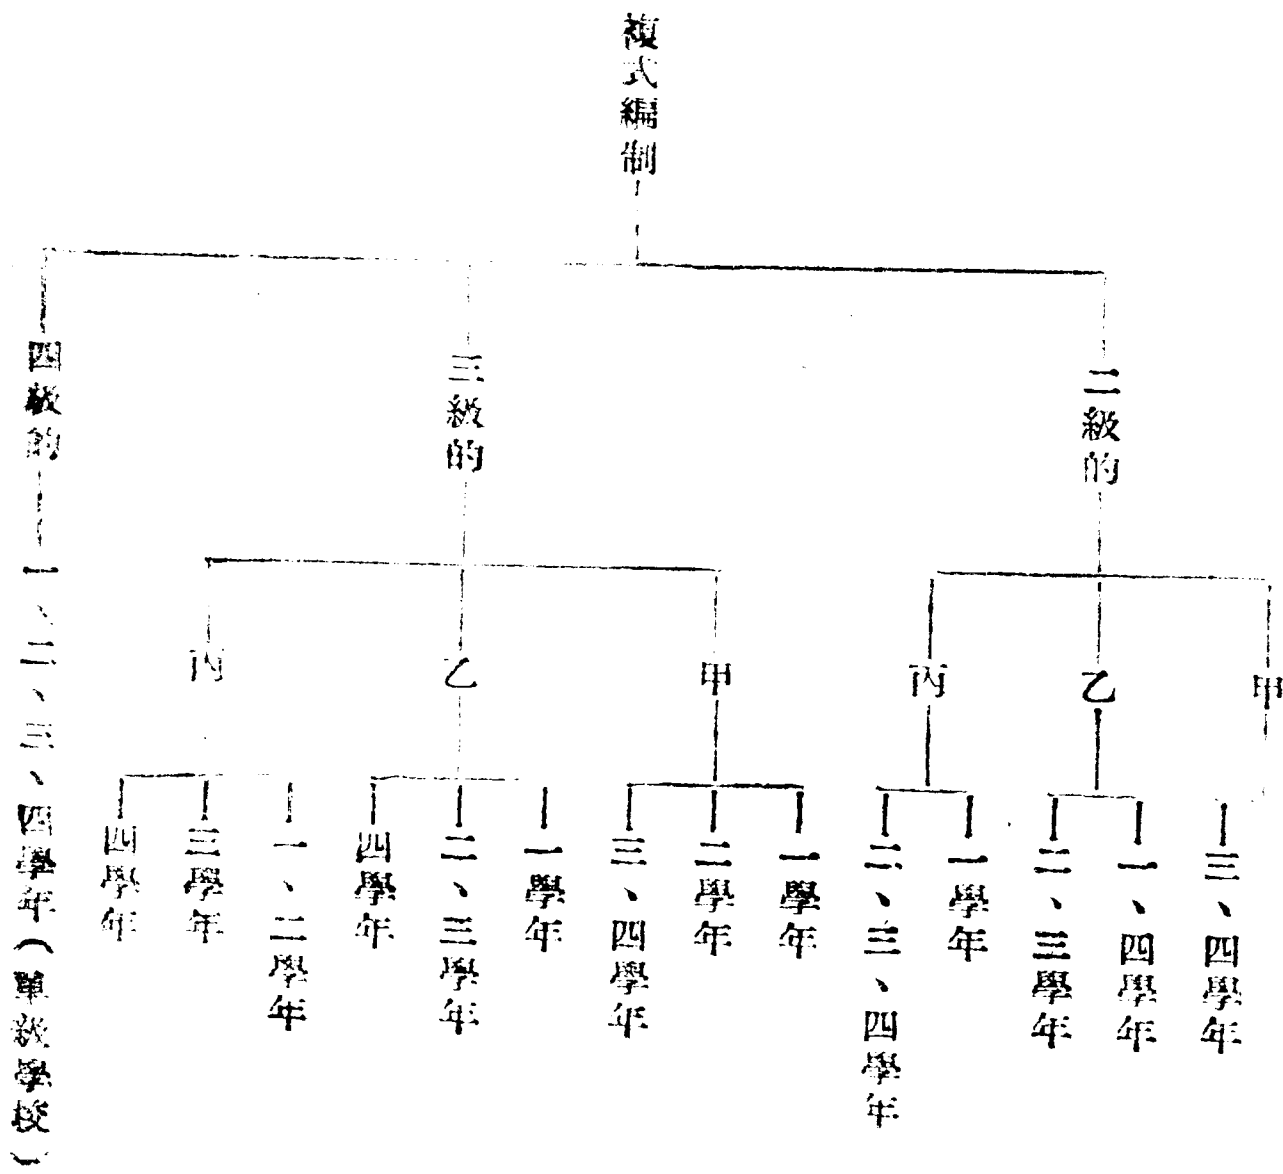 複式編制
二級的
甲
三、四學年
乙
一、四學年
二、三學年
丙
一學年
二、三、四學年
三級的
甲
一學年
二學年
三、四學年
乙
一學年
二、三學年
四學年
丙
一、二學年
三學年
四學年
四級的
一、二、三、四學年(單級學校)